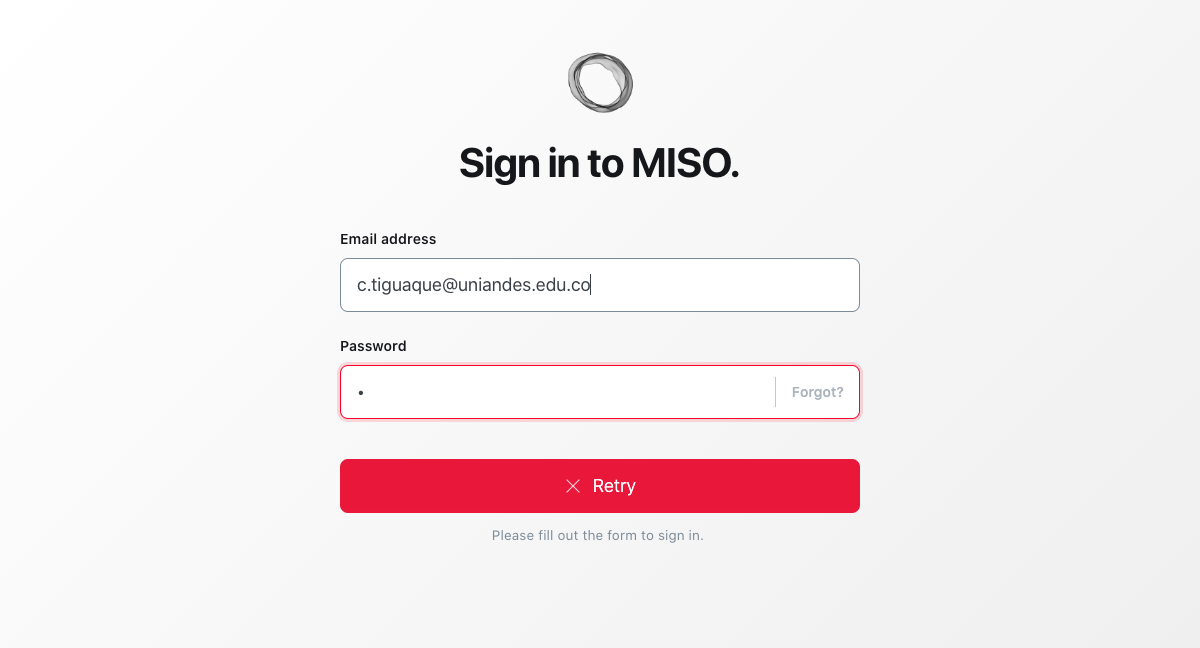 Sign in to MISO.
Email address
c.tiguaque@uniandes.edu.co
Password
•
Forgot?
Retry
Please fill out the form to sign in.